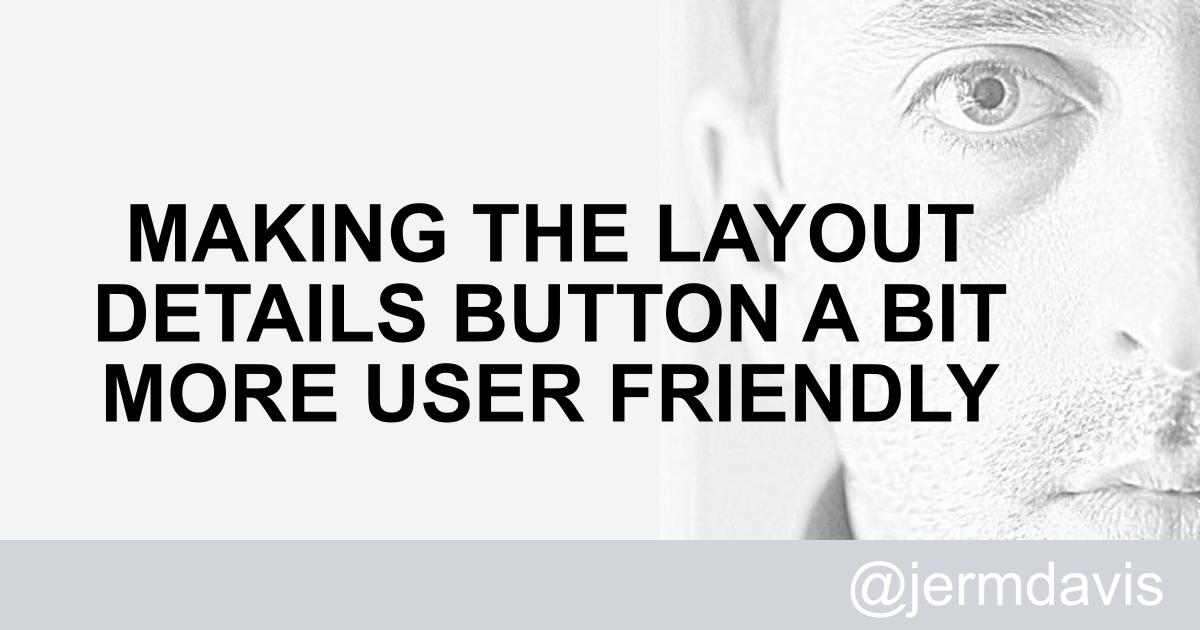 MAKING THE LAYOUT
DETAILS BUTTON A BIT
MORE USER FRIENDLY
@jermdavis